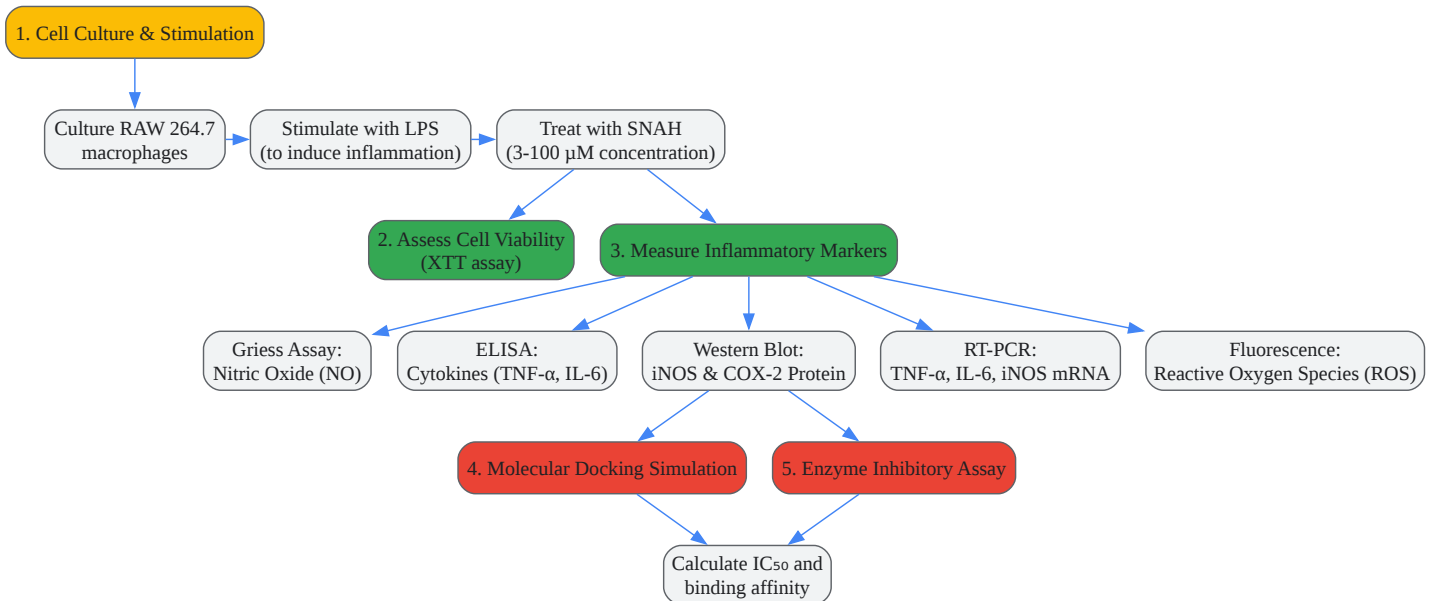 1. Cell Culture & Stimulation
Culture RAW 264.7
macrophages
Stimulate with LPS
(to induce inflammation)
Treat with SNAH
(3-100 µM concentration)
2. Assess Cell Viability
(XTT assay)
3. Measure Inflammatory Markers
Griess Assay:
Nitric Oxide (NO)
ELISA:
Cytokines (TNF-α, IL-6)
Western Blot:
iNOS & COX-2 Protein
RT-PCR:
TNF-α, IL-6, iNOS mRNA
Fluorescence:
Reactive Oxygen Species (ROS)
4. Molecular Docking Simulation
5. Enzyme Inhibitory Assay
Calculate IC₅₀ and
binding affinity